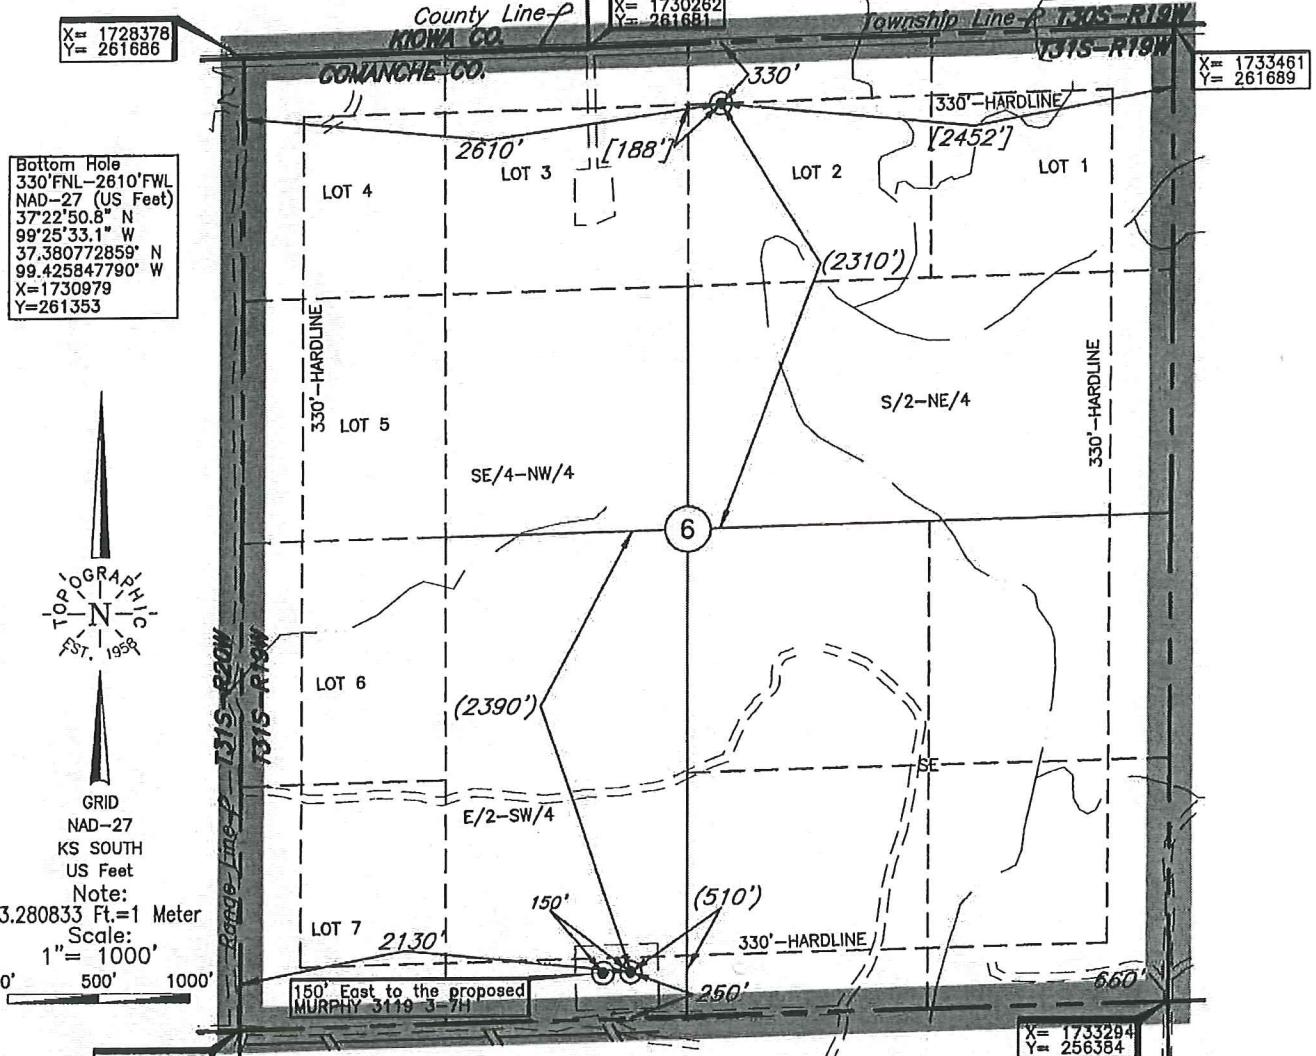 County Line
KIOWA CO.
COMANCHE CO.
X= 1728378
Y= 261686
X= 1730262
Y= 261681
Township Line
T30S-R19W
T31S-R19W
X= 1733461
Y= 261689
330'
330'-HARDLINE
2610'
[188']
[2452']
LOT 4
LOT 3
LOT 2
LOT 1
Bottom Hole
330'FNL-2610'FWL
NAD-27 (US Feet)
37°22'50.8" N
99°25'33.1" W
37.380772859° N
99.425847790° W
X=1730979
Y=261353
(2310')
330'-HARDLINE
330'-HARDLINE
LOT 5
S/2-NE/4
SE/4-NW/4
6
TOPOGRAPHIC
N
EST. 1958
T31S-R20W
T31S-R19W
LOT 6
(2390')
SE
E/2-SW/4
GRID
NAD-27
KS SOUTH
US Feet
Note:
3.280833 Ft.=1 Meter
Scale:
1"= 1000'
0' 500' 1000'
Range Line
LOT 7
2130'
150'
(510')
330'-HARDLINE
150' East to the proposed
MURPHY 3119 3-7H
250'
660'
X= 1733294
Y= 256384